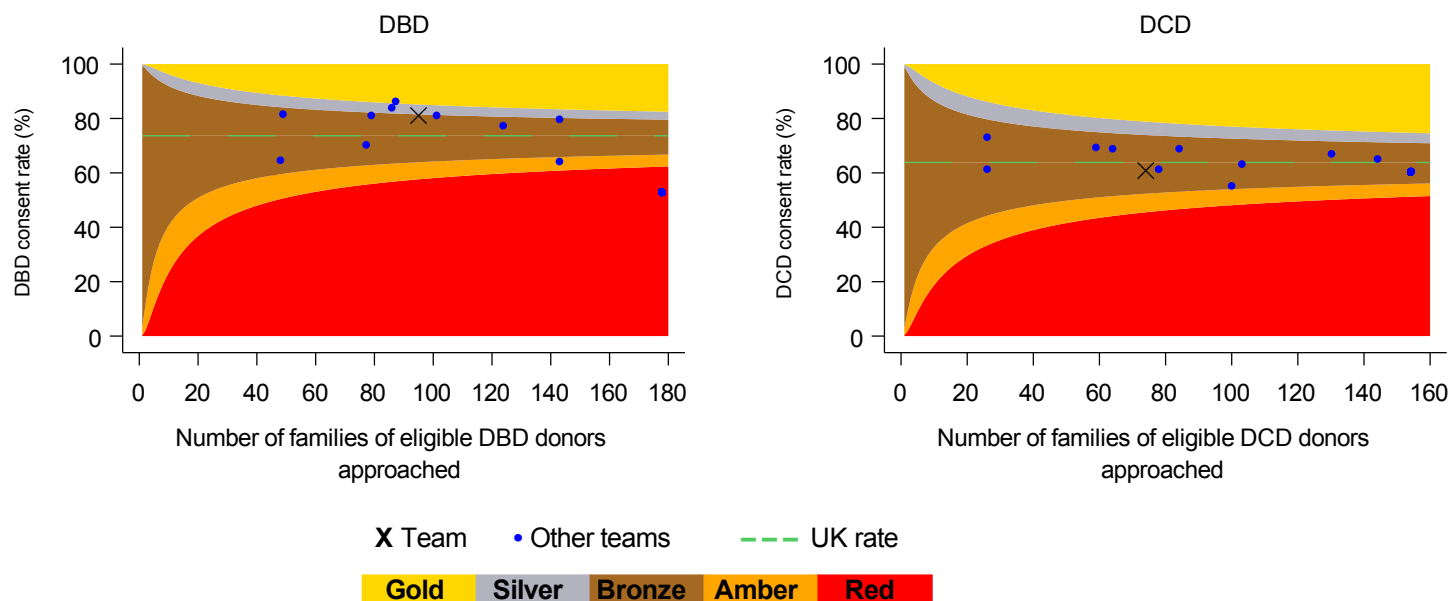 DBD
DBD consent rate (%)
100
80
60
40
20
0
0 20 40 60 80 100 120 140 160 180
Number of families of eligible DBD donors
approached
DCD
DCD consent rate (%)
100
80
60
40
20
0
0 20 40 60 80 100 120 140 160
Number of families of eligible DCD donors
approached
X Team Other teams UK rate
Gold Silver Bronze Amber Red